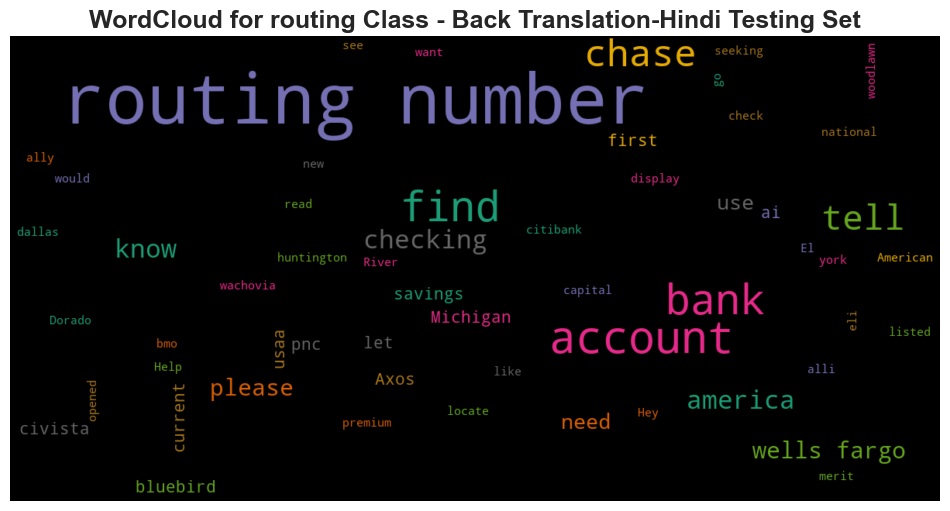 WordCloud for routing Class - Back Translation-Hindi Testing Set
see
want
chase
seeking
go
woodlawn
routing number
check
first
national
ally
new
would
display
read
find
use
ai
tell
dallas
know
checking
citibank
huntington
River
El
york
American
wachovia
savings
capital
bank
Michigan
Dorado
eli
listed
account
bmo
usaa
pnc
let
Help
like
alli
opened
current
please
Axos
america
civista
premium
locate
need
Hey
wells fargo
merit
bluebird